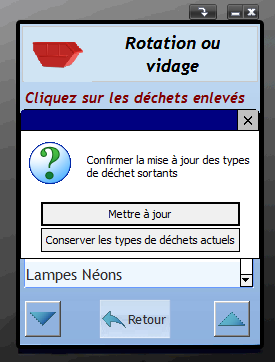 Rotation ou
vidage
Cliquez sur les déchets enlevés
Confirmer la mise à jour des types
de déchet sortants
Mettre à jour
Conserver les types de déchets actuels
Lampes Néons
Retour